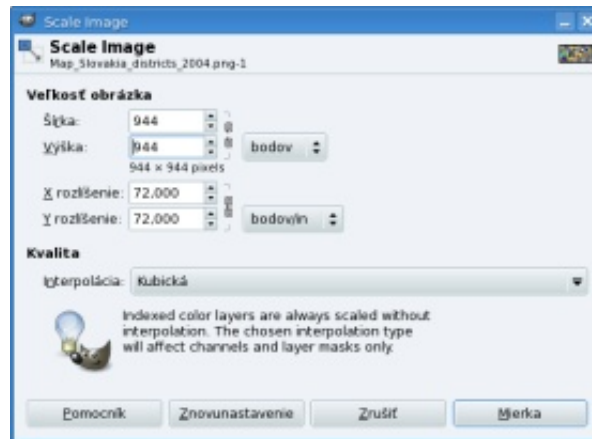 Scale Image
Scale Image
Map_Slovakia_districts_2004.png-1
Veľkosť obrázka
Šírka: 944
Výška: 944 bodov
944 × 944 pixels
X rozlíšenie: 72,000
Y rozlíšenie: 72,000 bodov/in
Kvalita
Interpolácia: Kubická
Indexed color layers are always scaled without
interpolation. The chosen interpolation type
will affect channels and layer masks only.
Pomocník Znovunastavenie Zrušiť Mierka